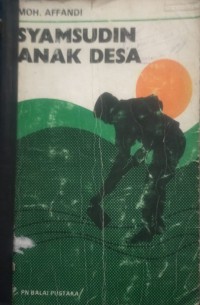 MOH. AFFANDI
SYAMSUDIN
ANAK DESA
PN BALAI PUSTAKA